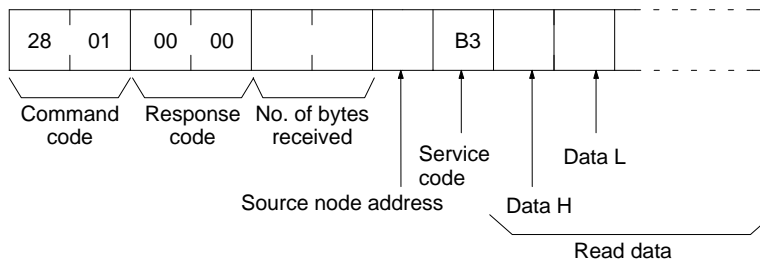 28 01 00 00 B3
Command code
Response code
No. of bytes received
Service code
Data L
Source node address
Data H
Read data